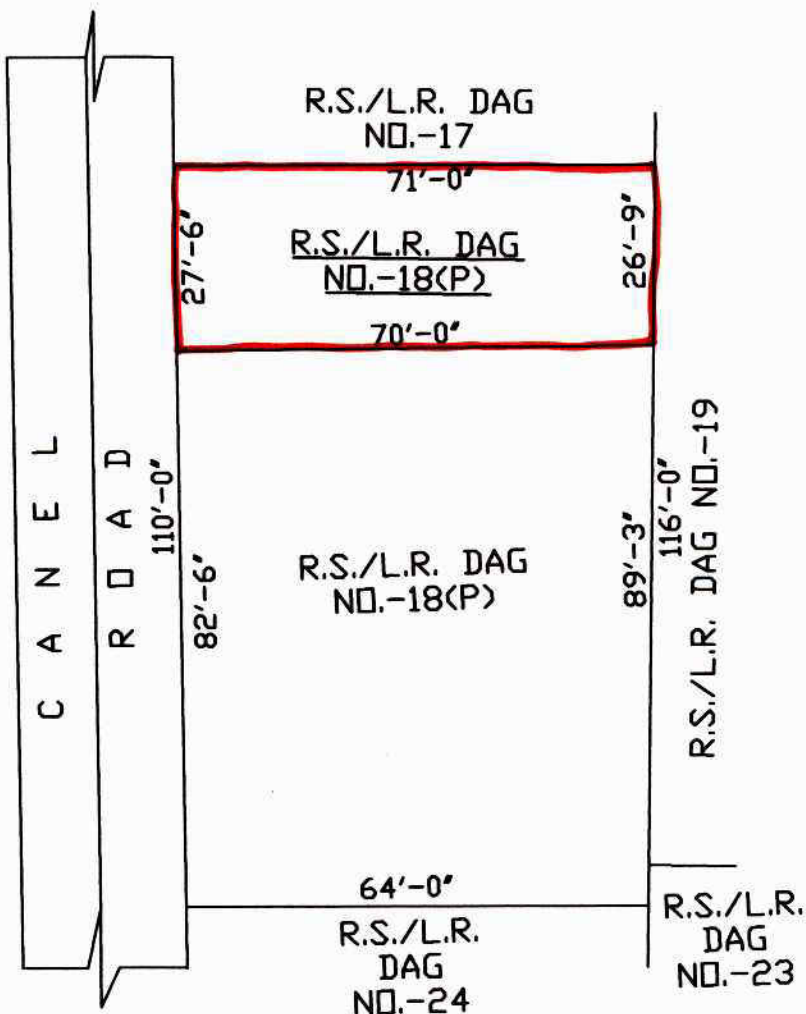 R.S./L.R. DAG
NO.-17
71'-0"
27'-6"
R.S./L.R. DAG
NO.-18(P)
26'-9"
70'-0"
CANEL
ROAD
110'-0"
82'-6"
R.S./L.R. DAG
NO.-18(P)
89'-3"
116'-0"
R.S./L.R. DAG NO.-19
64'-0"
R.S./L.R.
DAG
NO.-24
R.S./L.R.
DAG
NO.-23